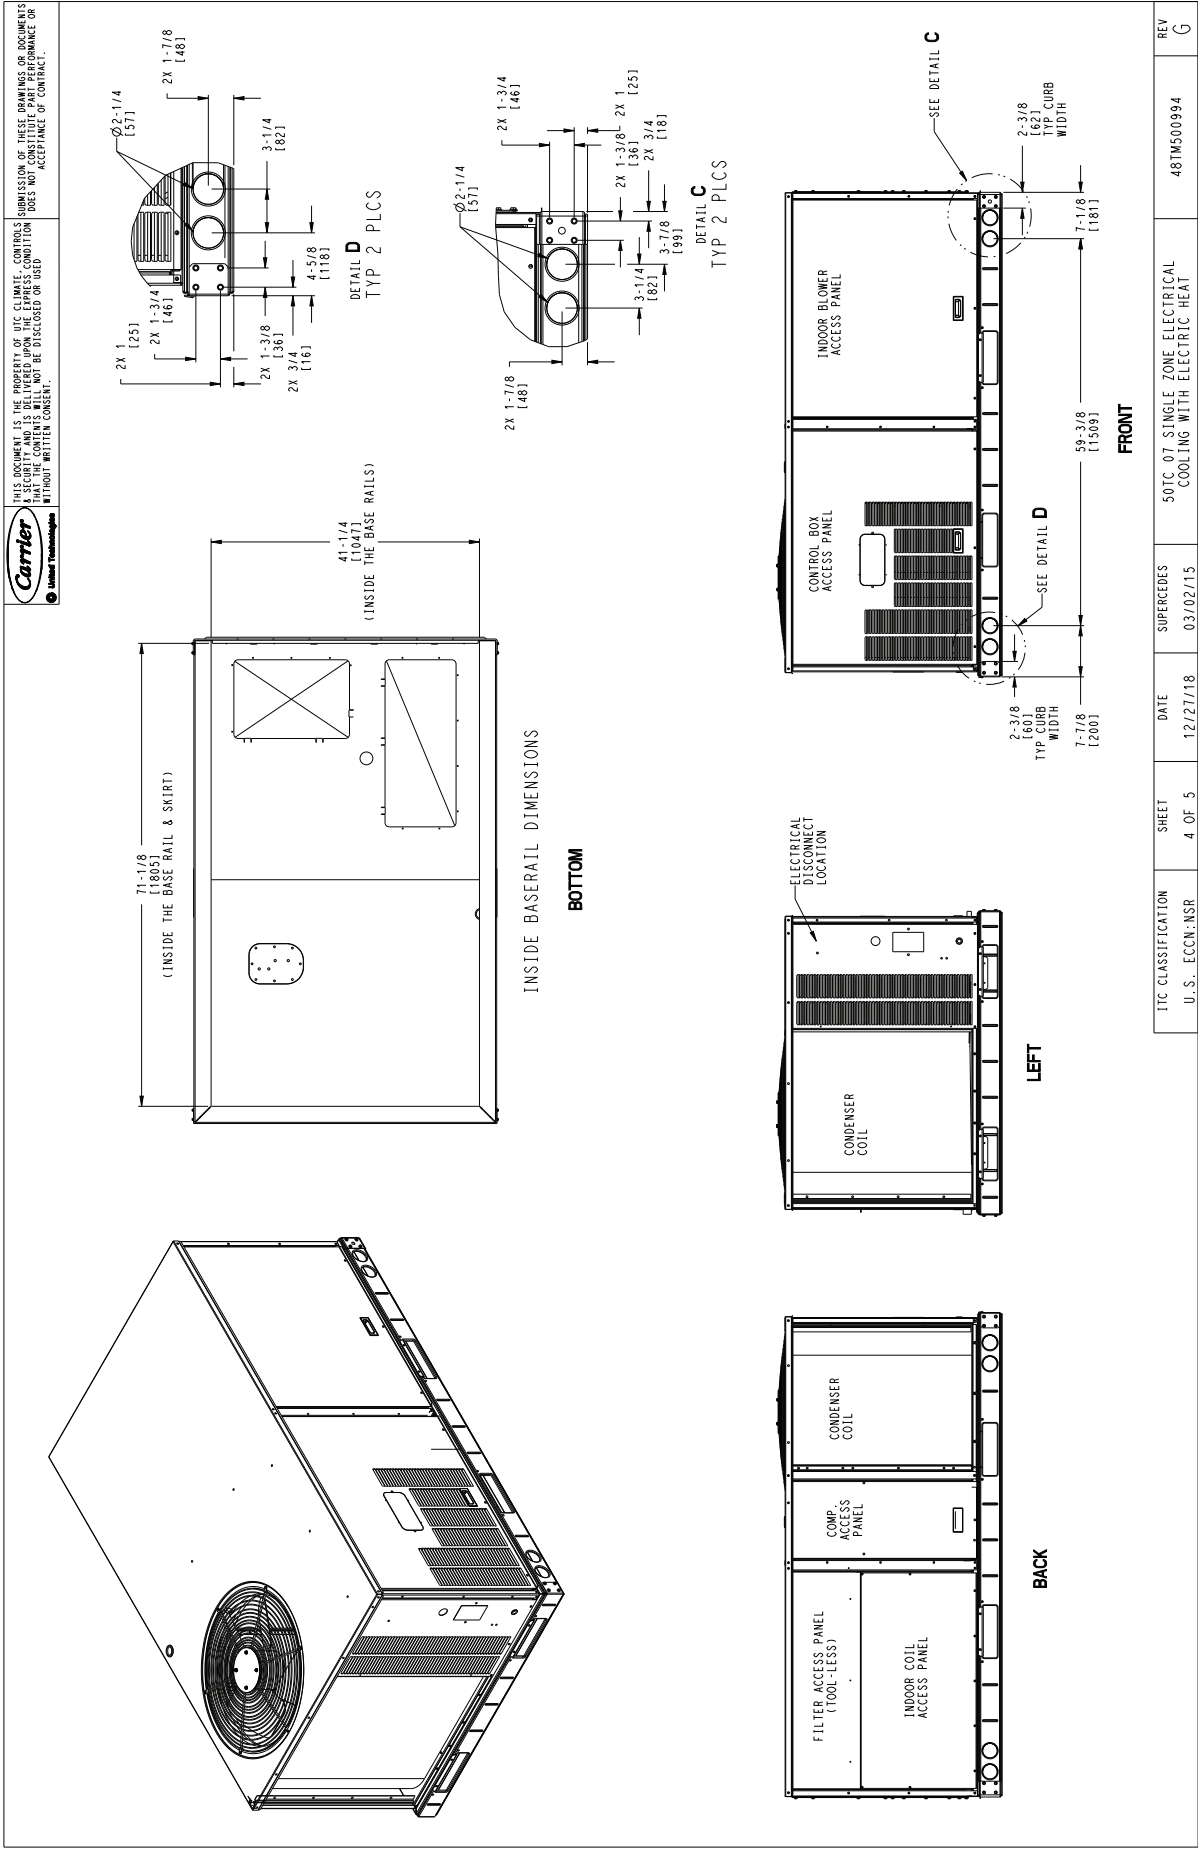 Carrier
United Technologies
THIS DOCUMENT IS THE PROPERTY OF UTC CLIMATE, CONTROLS
& SECURITY AND IS DELIVERED UPON THE EXPRESS CONDITION
THAT THE CONTENTS WILL NOT BE DISCLOSED OR USED
WITHOUT WRITTEN CONSENT.
SUBMISSION OF THESE DRAWINGS OR DOCUMENTS
DOES NOT CONSTITUTE PART PERFORMANCE OR
ACCEPTANCE OF CONTRACT.
71-1/8
[1805]
(INSIDE THE BASE RAIL & SKIRT)
41-1/4
[1047]
(INSIDE THE BASE RAILS)
INSIDE BASERAIL DIMENSIONS
BOTTOM
2X 1
[25]
2X 1-3/4
[46]
2X 1-3/8
[36]
2X 3/4
[16]
4-5/8
[118]
3-1/4
[82]
Ø2-1/4
[57]
2X 1-7/8
[48]
DETAIL D
TYP 2 PLCS
2X 1-7/8
[48]
Ø2-1/4
[57]
2X 1-3/4
[46]
2X 1
[25]
2X 1-3/8
[36]
2X 3/4
[18]
3-7/8
[99]
3-1/4
[82]
DETAIL C
TYP 2 PLCS
FILTER ACCESS PANEL
(TOOL-LESS)
INDOOR COIL
ACCESS PANEL
COMP.
ACCESS
PANEL
CONDENSER
COIL
BACK
CONDENSER
COIL
ELECTRICAL
DISCONNECT
LOCATION
LEFT
CONTROL BOX
ACCESS PANEL
INDOOR BLOWER
ACCESS PANEL
SEE DETAIL D
SEE DETAIL C
2-3/8
[60]
TYP CURB
WIDTH
7-7/8
[200]
59-3/8
[1509]
2-3/8
[62]
TYP CURB
WIDTH
7-1/8
[181]
FRONT
ITC CLASSIFICATION
U.S. ECCN:NSR
SHEET
4 OF 5
DATE
12/27/18
SUPERCEDES
03/02/15
50TC 07 SINGLE ZONE ELECTRICAL
COOLING WITH ELECTRIC HEAT
48TM500994
REV
G